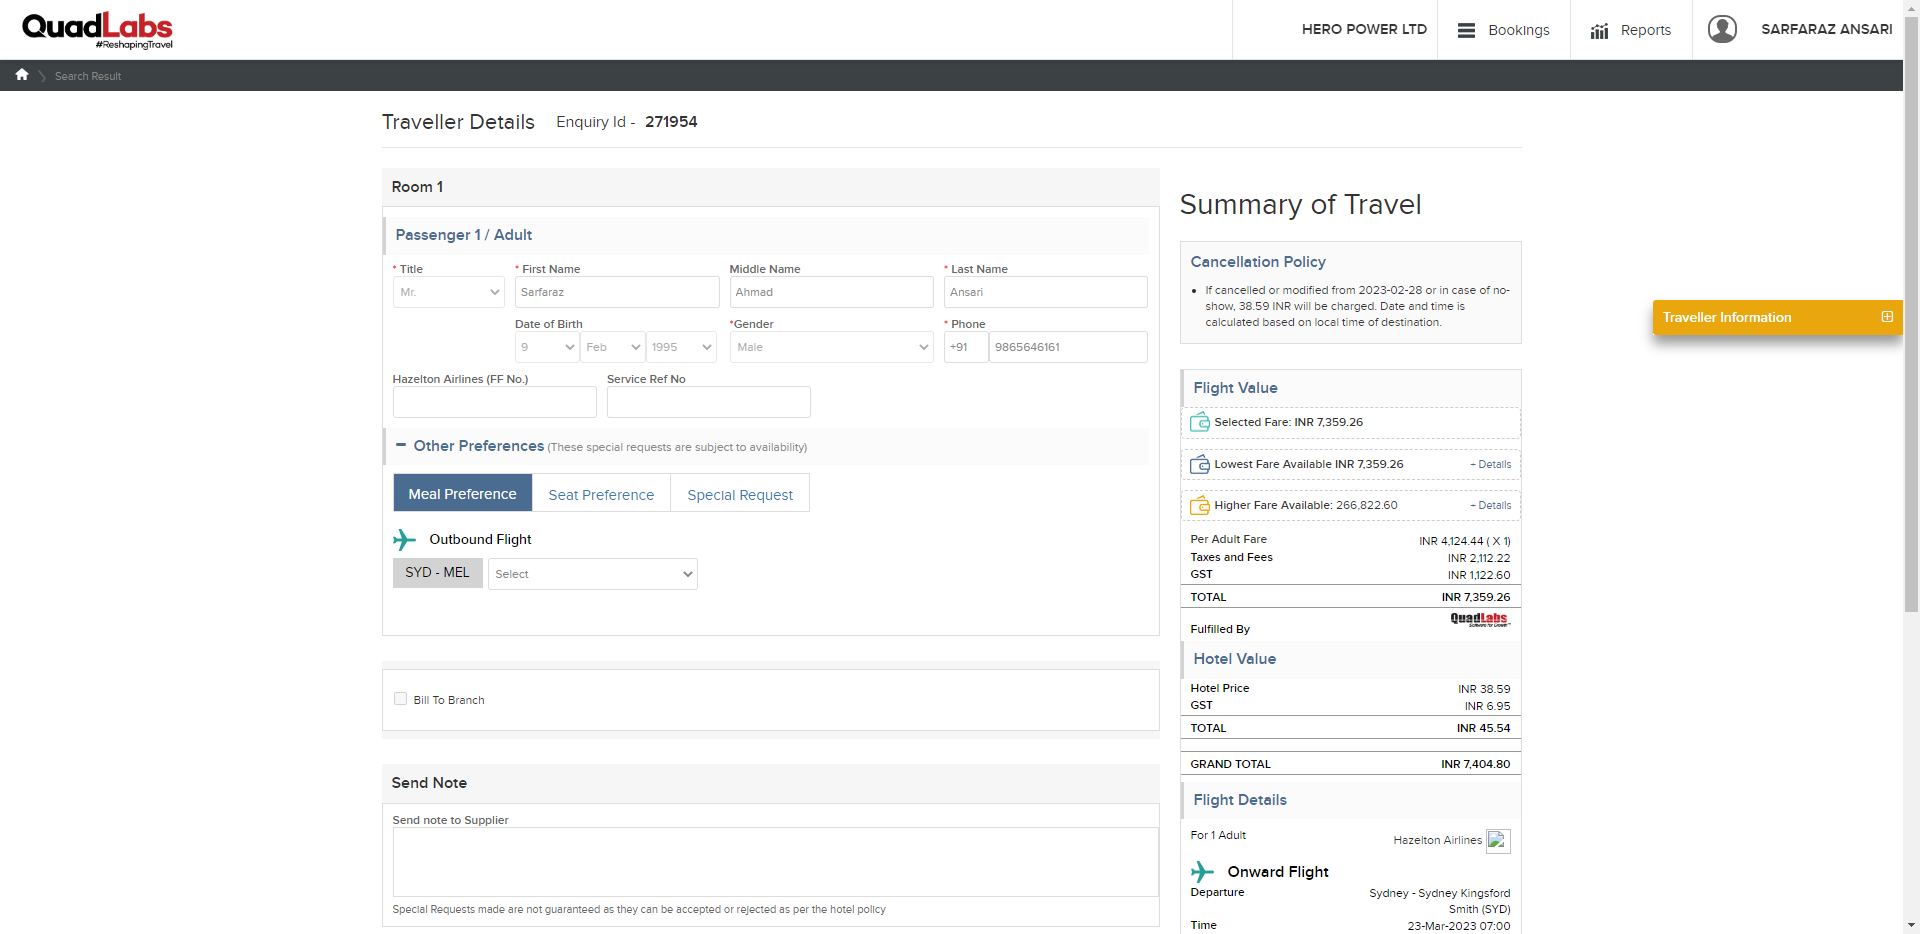 QuadLabs
#ReshapingTravel
HERO POWER LTD
Bookings
Reports
SARFARAZ ANSARI
Search Result
Traveller Details Enquiry Id - 271954
Room 1
Passenger 1 / Adult
* Title
* First Name
Middle Name
* Last Name
Mr.
Sarfaraz
Ahmad
Ansari
Date of Birth
*Gender
* Phone
9
Feb
1995
Male
+91
9865646161
Hazelton Airlines (FF No.)
Service Ref No
Other Preferences (These special requests are subject to availability)
Meal Preference
Seat Preference
Special Request
Outbound Flight
SYD - MEL
Select
Bill To Branch
Send Note
Send note to Supplier
Special Requests made are not guaranteed as they can be accepted or rejected as per the hotel policy
Summary of Travel
Cancellation Policy
• If cancelled or modified from 2023-02-28 or in case of no-
show, 38.59 INR will be charged. Date and time is
calculated based on local time of destination.
Flight Value
Selected Fare: INR 7,359.26
Lowest Fare Available INR 7,359.26 + Details
Higher Fare Available: 266,822.60 + Details
Per Adult Fare INR 4,124.44 ( X 1)
Taxes and Fees INR 2,112.22
GST INR 1,122.60
TOTAL INR 7,359.26
Fulfilled By QuadLabs
Hotel Value
Hotel Price INR 38.59
GST INR 6.95
TOTAL INR 45.54
GRAND TOTAL INR 7,404.80
Flight Details
For 1 Adult Hazelton Airlines
Onward Flight
Departure Sydney - Sydney Kingsford
Smith (SYD)
Time 23-Mar-2023 07:00
Traveller Information